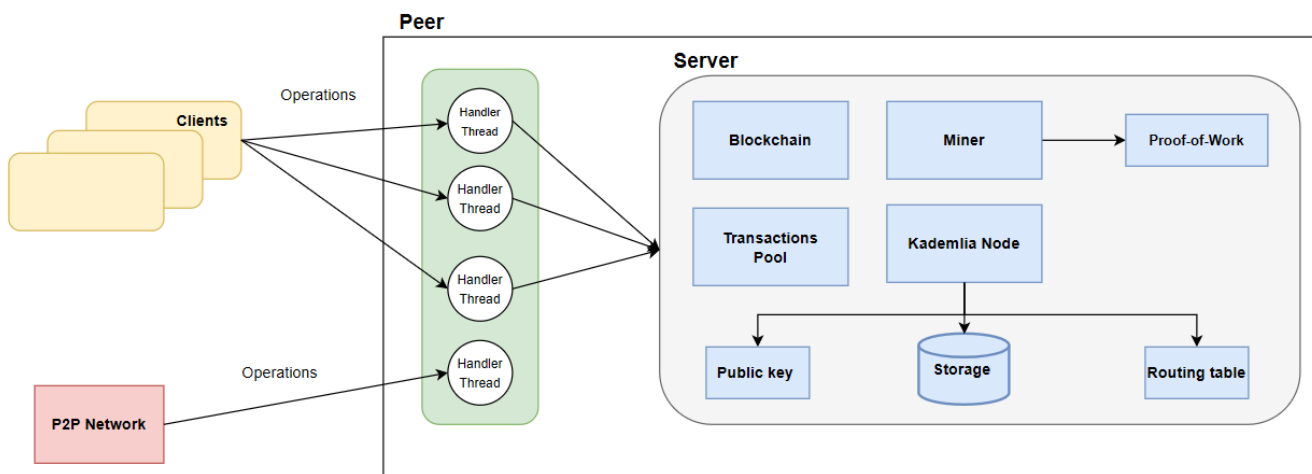 Peer
Server
Operations
Clients
Handler
Thread
Handler
Thread
Handler
Thread
Handler
Thread
Blockchain
Miner
Proof-of-Work
Transactions
Pool
Kademlia Node
Public key
Storage
Routing table
Operations
P2P Network